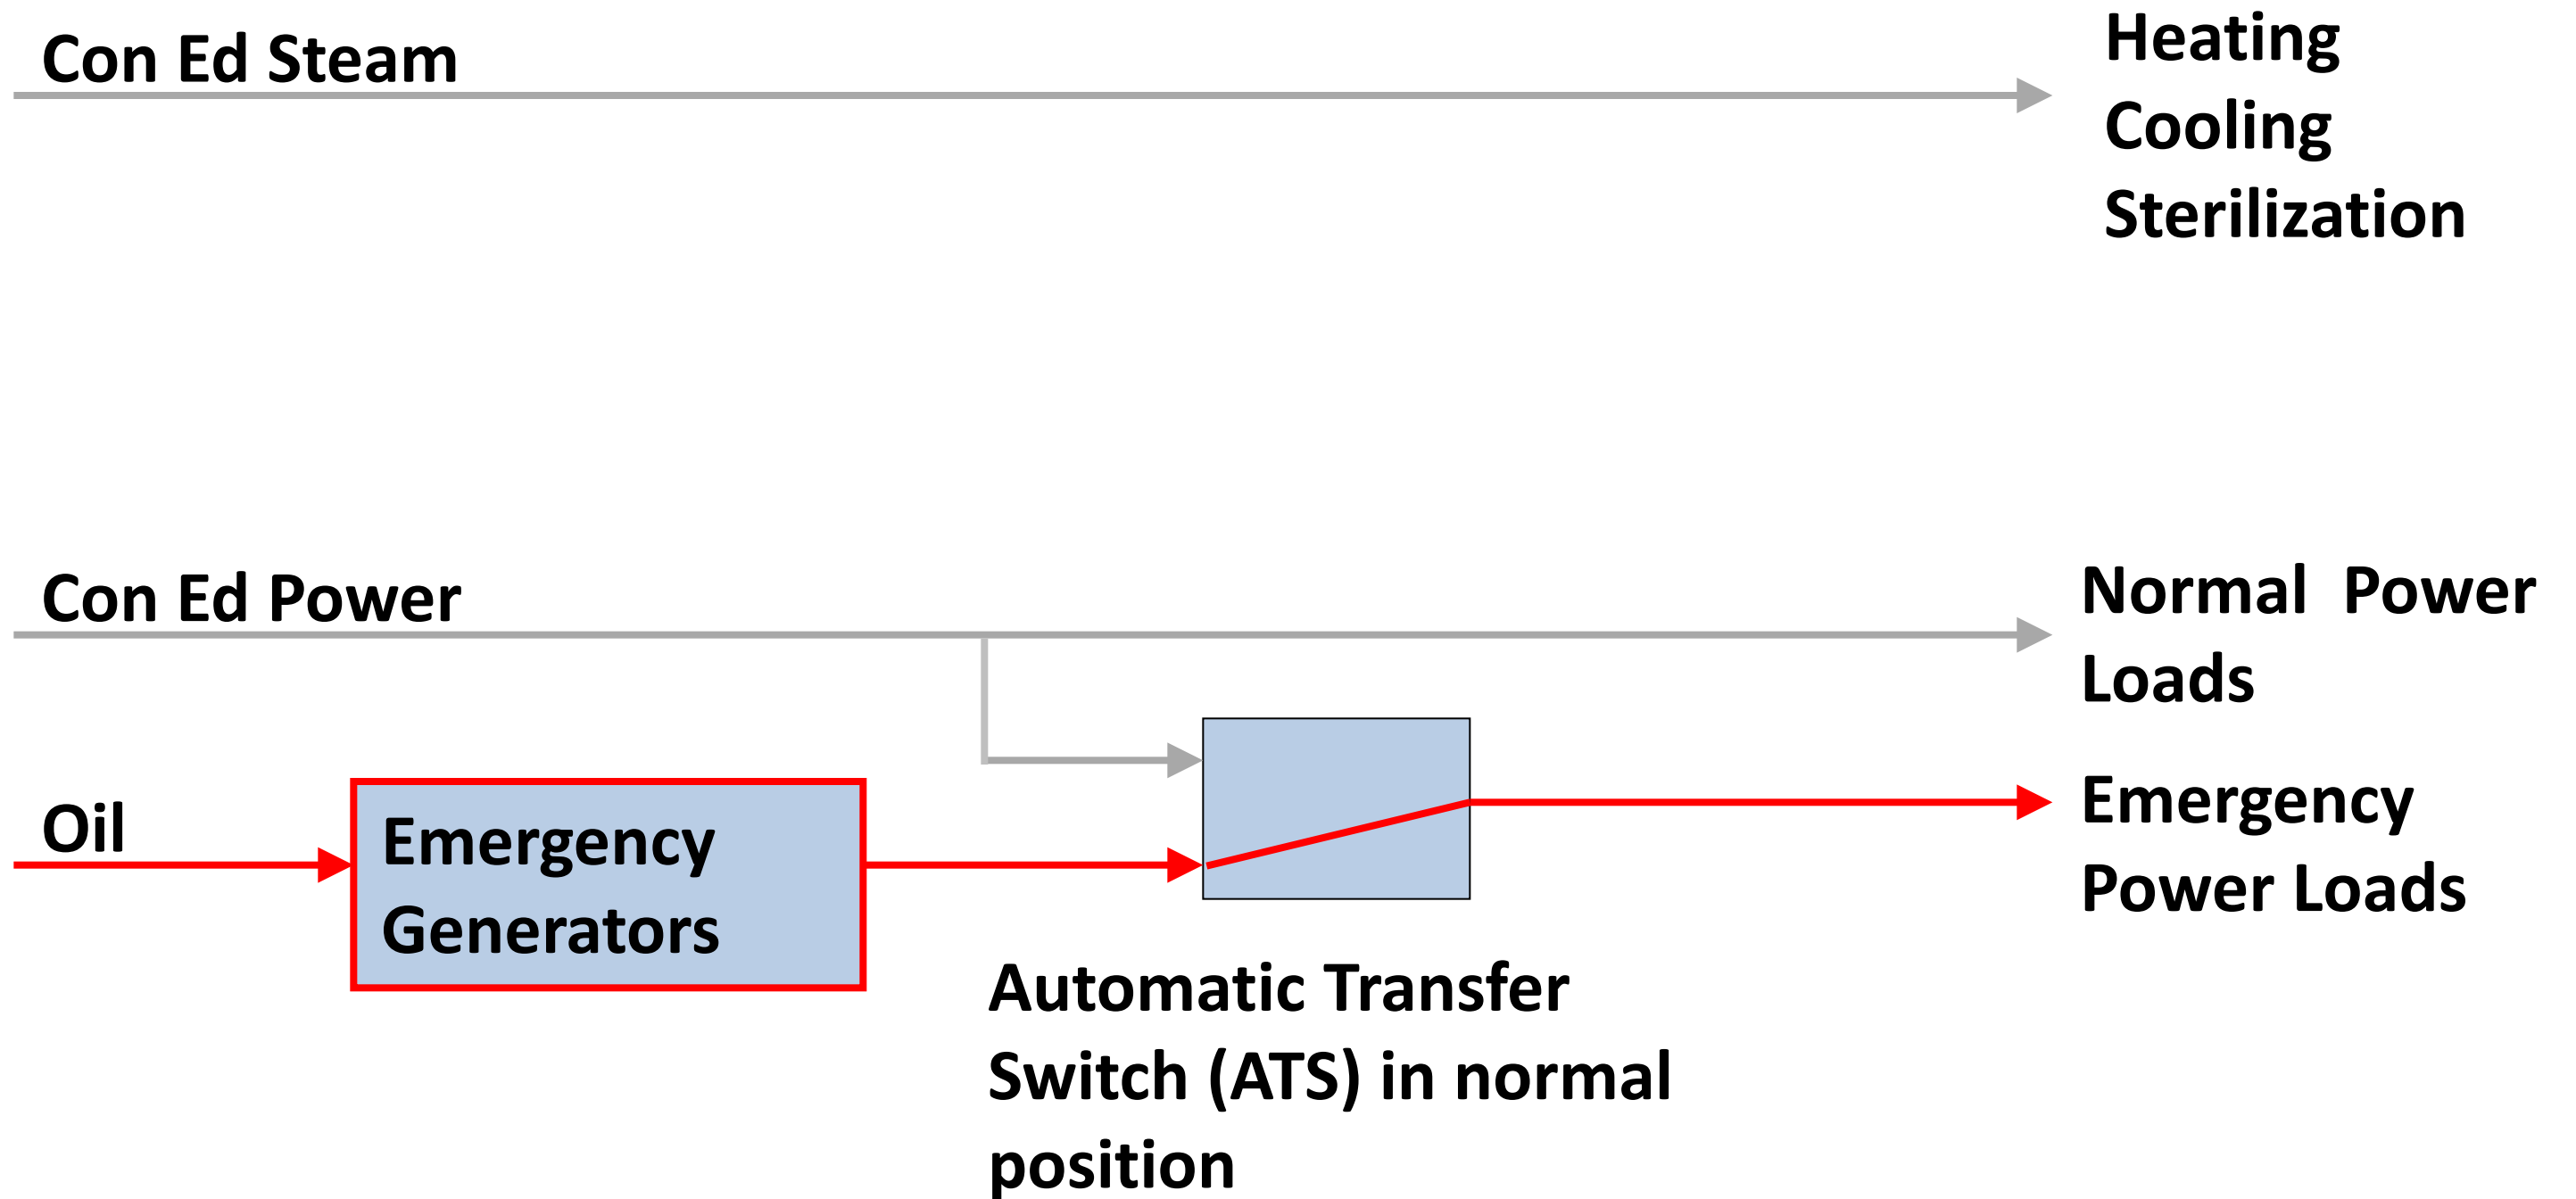 Con Ed Steam
Heating
Cooling
Sterilization
Con Ed Power
Normal Power
Loads
Oil
Emergency
Generators
Emergency
Power Loads
Automatic Transfer
Switch (ATS) in normal
position